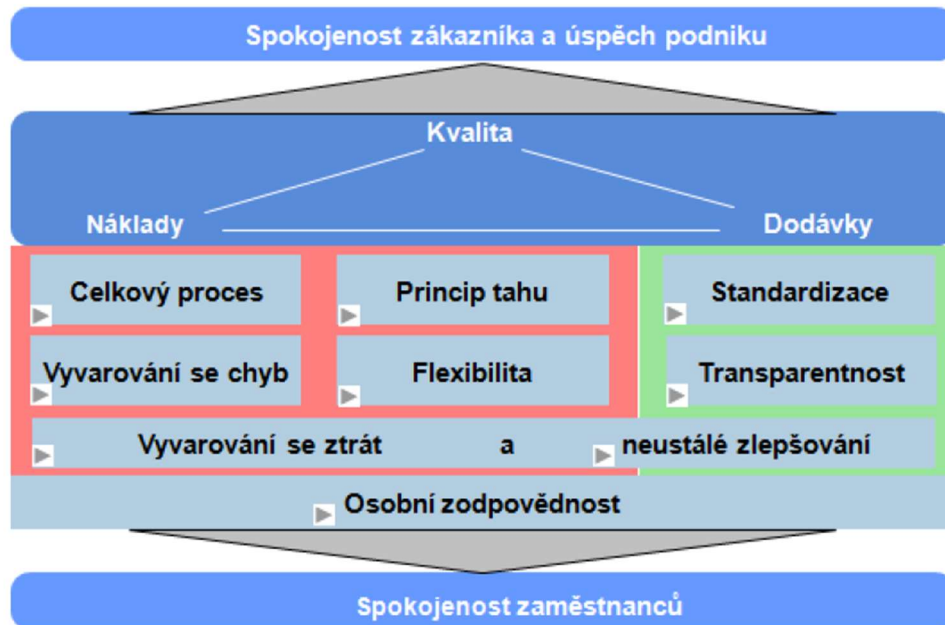 Spokojenost zákazníka a úspěch podniku
Kvalita
Náklady
Dodávky
Celkový proces
Princip tahu
Standardizace
Vyvarování se chyb
Flexibilita
Transparentnost
Vyvarování se ztrát a neustálé zlepšování
Osobní zodpovědnost
Spokojenost zaměstnanců